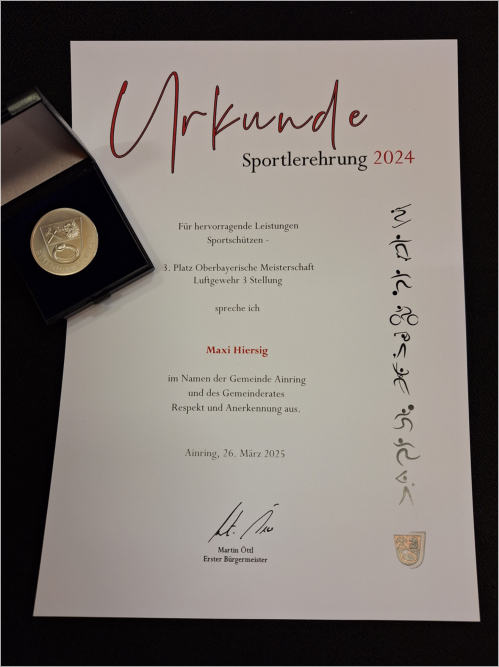 Urkunde
Sportlerehrung 2024
Für hervorragende Leistungen
Sportschützen -
3. Platz Oberbayerische Meisterschaft
Luftgewehr 3 Stellung
spreche ich
Maxi Hiersig
im Namen der Gemeinde Ainring
und des Gemeinderates
Respekt und Anerkennung aus.
Ainring, 26. März 2025
Martin Öttl
Erster Bürgermeister